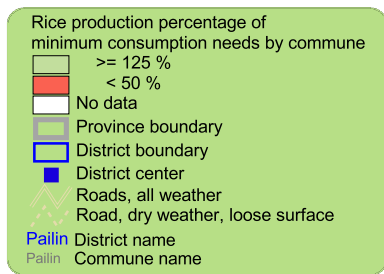 Rice production percentage of
minimum consumption needs by commune
>= 125 %
< 50 %
No data
Province boundary
District boundary
District center
Roads, all weather
Road, dry weather, loose surface
Pailin District name
Pailin Commune name